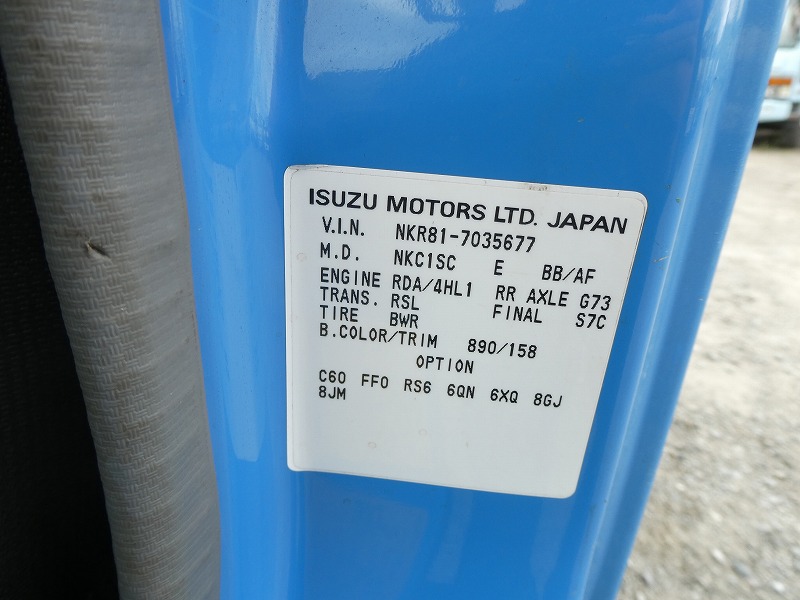 ISUZU MOTORS LTD. JAPAN
V.I.N. NKR81-7035677
M.D. NKC1SC E BB/AF
ENGINE RDA/4HL1 RR AXLE G73
TRANS. RSL FINAL S7C
TIRE BWR
B.COLOR/TRIM 890/158
OPTION
C60 FF0 RS6 6QN 6XQ 8GJ
8JM